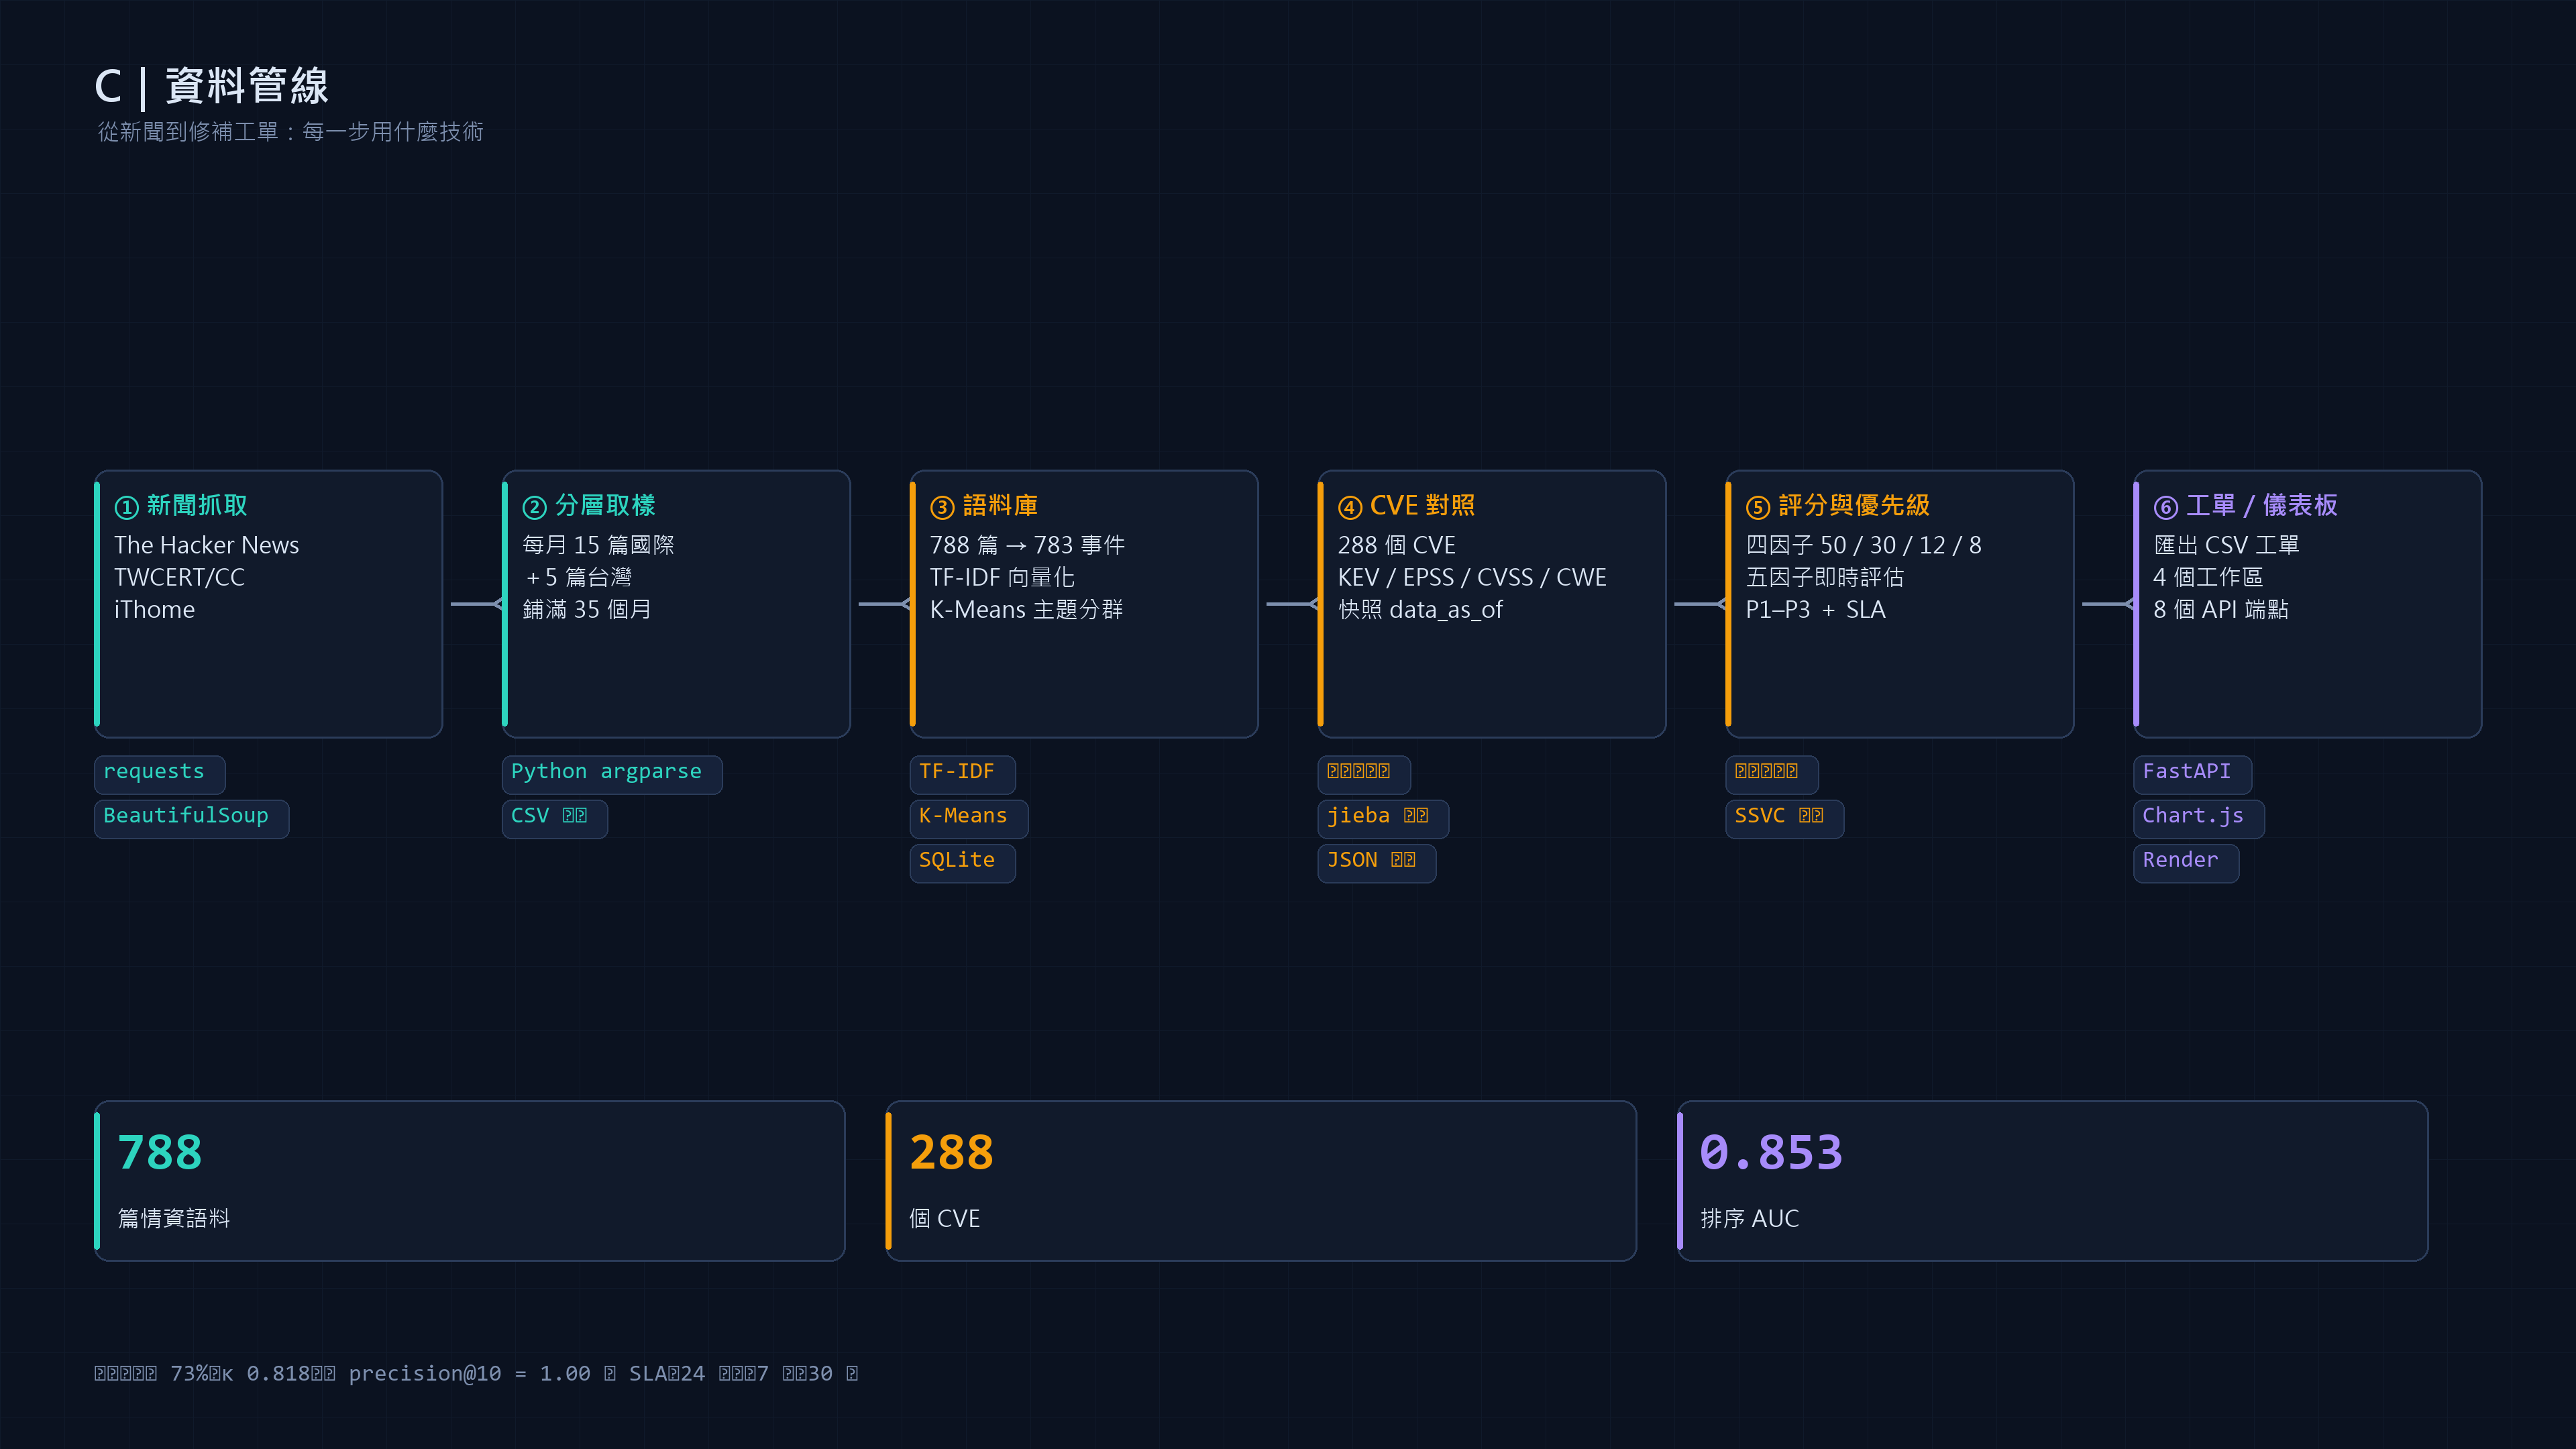 C｜資料管線
從新聞到修補工單：每一步用什麼技術
① 新聞抓取
The Hacker News
TWCERT/CC
iThome
requests
BeautifulSoup
② 分層取樣
每月 15 篇國際
＋5 篇台灣
鋪滿 35 個月
Python argparse
CSV
③ 語料庫
788 篇 → 783 事件
TF-IDF 向量化
K-Means 主題分群
TF-IDF
K-Means
SQLite
④ CVE 對照
288 個 CVE
KEV / EPSS / CVSS / CWE
快照 data_as_of
jieba
JSON
⑤ 評分與優先級
四因子 50 / 30 / 12 / 8
五因子即時評估
P1–P3 + SLA
SSVC
⑥ 工單 / 儀表板
匯出 CSV 工單
4 個工作區
8 個 API 端點
FastAPI
Chart.js
Render
788
篇情資語料
288
個 CVE
0.853
排序 AUC
73% κ 0.818 precision@10 = 1.00 SLA 24 7 30